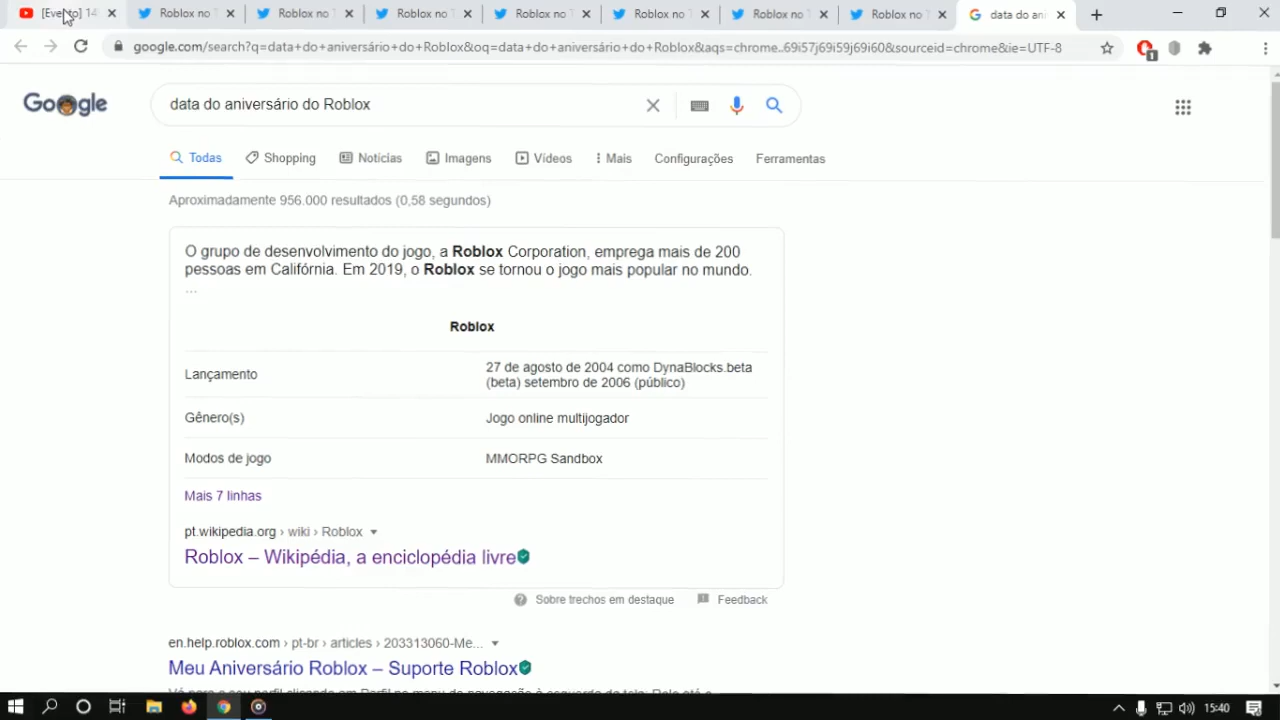 [Evento] 14
Roblox no T
Roblox no T
Roblox no T
Roblox no T
Roblox no T
Roblox no T
Roblox no T
data do ani
google.com/search?q=data+do+aniversário+do+Roblox&oq=data+do+aniversário+do+Roblox&aqs=chrome..69i57j69i59j69i60&sourceid=chrome&ie=UTF-8
1
Google
data do aniversário do Roblox
Todas
Shopping
Notícias
Imagens
Vídeos
Mais
Configurações
Ferramentas
Aproximadamente 956.000 resultados (0,58 segundos)
O grupo de desenvolvimento do jogo, a Roblox Corporation, emprega mais de 200
pessoas em Califórnia. Em 2019, o Roblox se tornou o jogo mais popular no mundo.
...
Roblox
Lançamento
27 de agosto de 2004 como DynaBlocks.beta
(beta) setembro de 2006 (público)
Gênero(s)
Jogo online multijogador
Modos de jogo
MMORPG Sandbox
Mais 7 linhas
pt.wikipedia.org › wiki › Roblox
Roblox – Wikipédia, a enciclopédia livre
Sobre trechos em destaque
Feedback
en.help.roblox.com › pt-br › articles › 203313060-Me...
Meu Aniversário Roblox – Suporte Roblox
15:40